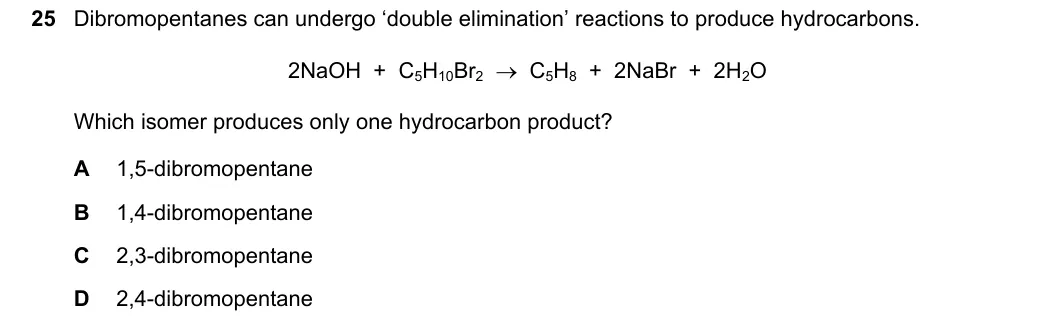 25 Dibromopentanes can undergo ‘double elimination’ reactions to produce hydrocarbons.
2NaOH + C₅H₁₀Br₂ → C₅H₈ + 2NaBr + 2H₂O
Which isomer produces only one hydrocarbon product?
A 1,5-dibromopentane
B 1,4-dibromopentane
C 2,3-dibromopentane
D 2,4-dibromopentane